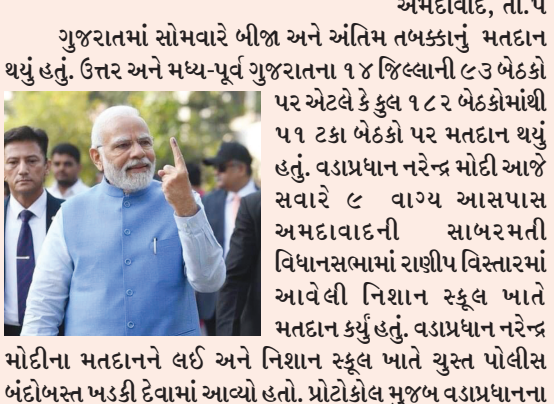 અમદાવાદ, તા.૫
ગુજરાતમાં સોમવારે બીજા અને અંતિમ તબક્કાનું મતદાન
થયું હતું. ઉત્તર અને મધ્ય-પૂર્વ ગુજરાતના ૧૪ જિલ્લાની ૯૩ બેઠકો
પર એટલે કે કુલ ૧૮૨ બેઠકોમાંથી
૫૧ ટકા બેઠકો પર મતદાન થયું
હતું. વડાપ્રધાન નરેન્દ્ર મોદી આજે
સવારે ૯ વાગ્ય આસપાસ
અમદાવાદની સાબરમતી
વિધાનસભામાં રાણીપ વિસ્તારમાં
આવેલી નિશાન સ્કૂલ ખાતે
મતદાન કર્યું હતું. વડાપ્રધાન નરેન્દ્ર
મોદીના મતદાનને લઈ અને નિશાન સ્કૂલ ખાતે ચુસ્ત પોલીસ
બંદોબસ્ત ખડકી દેવામાં આવ્યો હતો. પ્રોટોકોલ મુજબ વડાપ્રધાનના